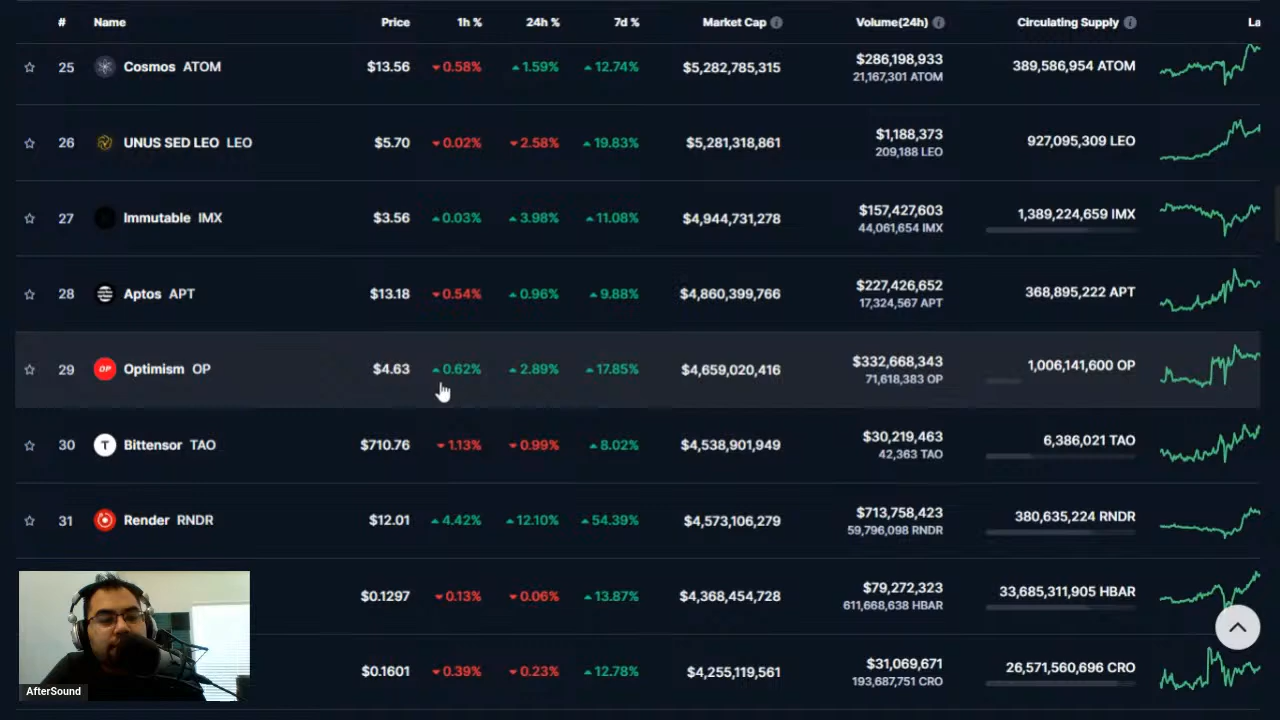 # Name Price 1h % 24h % 7d % Market Cap Volume(24h) Circulating Supply La
25 Cosmos ATOM $13.56 0.58% 1.59% 12.74% $5,282,785,315 $286,198,933 389,586,954 ATOM
21,167,301 ATOM
26 UNUS SED LEO LEO $5.70 0.02% 2.58% 19.83% $5,281,318,861 $1,188,373 927,095,309 LEO
209,188 LEO
27 Immutable IMX $3.56 0.03% 3.98% 11.08% $4,944,731,278 $157,427,603 1,389,224,659 IMX
44,061,654 IMX
28 Aptos APT $13.18 0.54% 0.96% 9.88% $4,860,399,766 $227,426,652 368,895,222 APT
17,324,567 APT
29 OP Optimism OP $4.63 0.62% 2.89% 17.85% $4,659,020,416 $332,668,343 1,006,141,600 OP
71,618,383 OP
30 T Bittensor TAO $710.76 1.13% 0.99% 8.02% $4,538,901,949 $30,219,463 6,386,021 TAO
42,363 TAO
31 Render RNDR $12.01 4.42% 12.10% 54.39% $4,573,106,279 $713,758,423 380,635,224 RNDR
59,796,098 RNDR
$0.1297 0.13% 0.06% 13.87% $4,368,454,728 $79,272,323 33,685,311,905 HBAR
611,668,638 HBAR
$0.1601 0.39% 0.23% 12.78% $4,255,119,561 $31,069,671 26,571,560,696 CRO
193,687,751 CRO
AfterSound